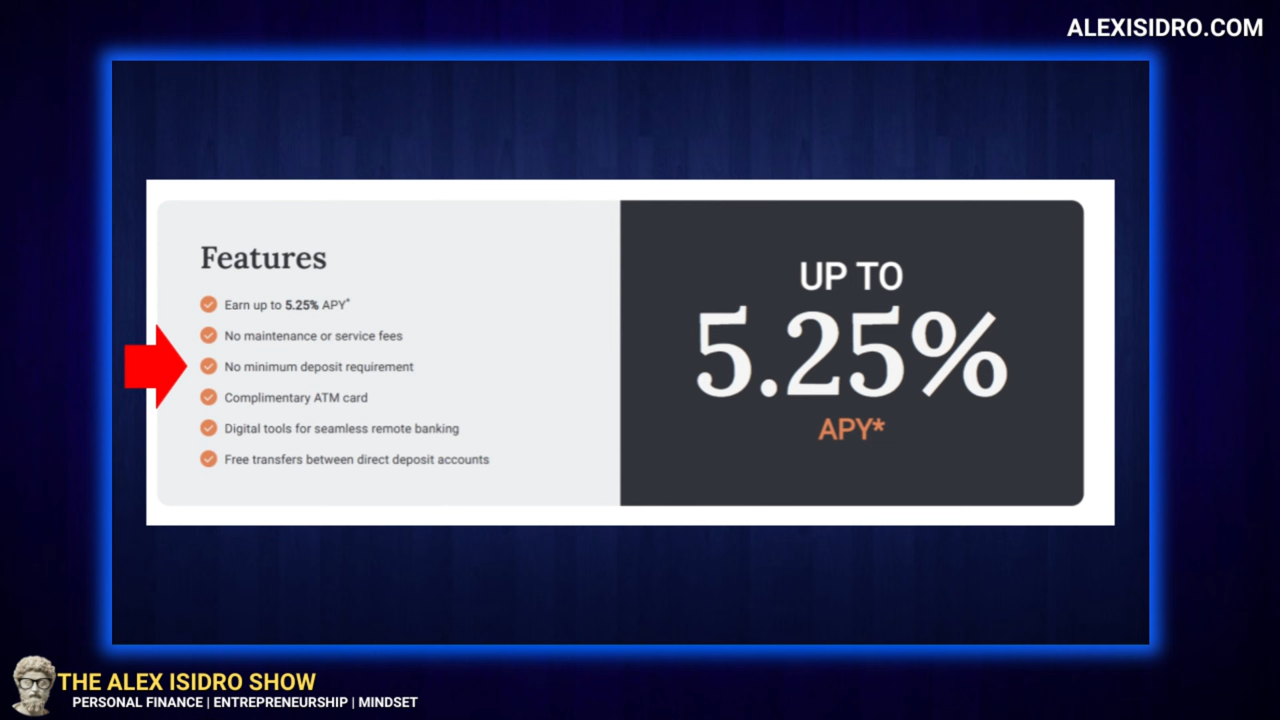 ALEXISIDRO.COM
Features
Earn up to 5.25% APY*
No maintenance or service fees
No minimum deposit requirement
Complimentary ATM card
Digital tools for seamless remote banking
Free transfers between direct deposit accounts
UP TO
5.25%
APY*
THE ALEX ISIDRO SHOW
PERSONAL FINANCE | ENTREPRENEURSHIP | MINDSET